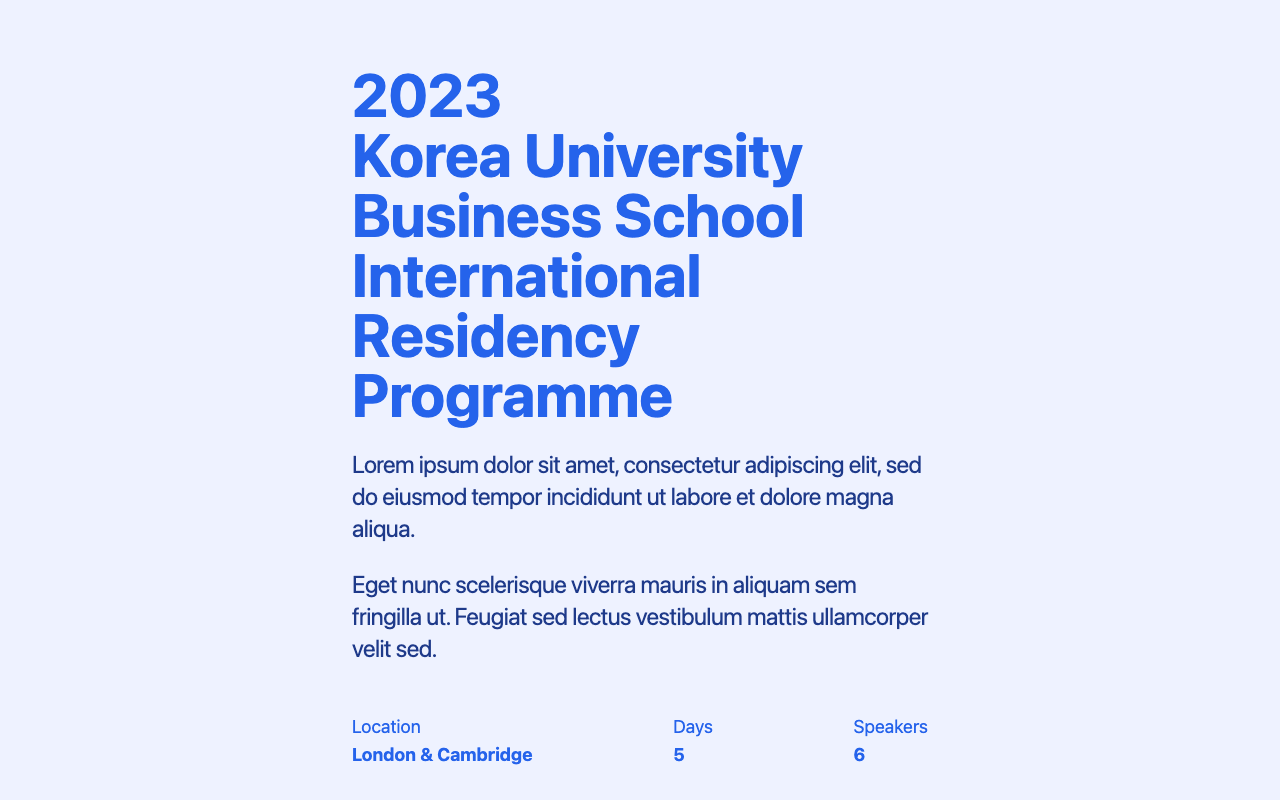 2023
Korea University
Business School
International
Residency
Programme
Lorem ipsum dolor sit amet, consectetur adipiscing elit, sed
do eiusmod tempor incididunt ut labore et dolore magna
aliqua.
Eget nunc scelerisque viverra mauris in aliquam sem
fringilla ut. Feugiat sed lectus vestibulum mattis ullamcorper
velit sed.
Location
London & Cambridge
Days
5
Speakers
6